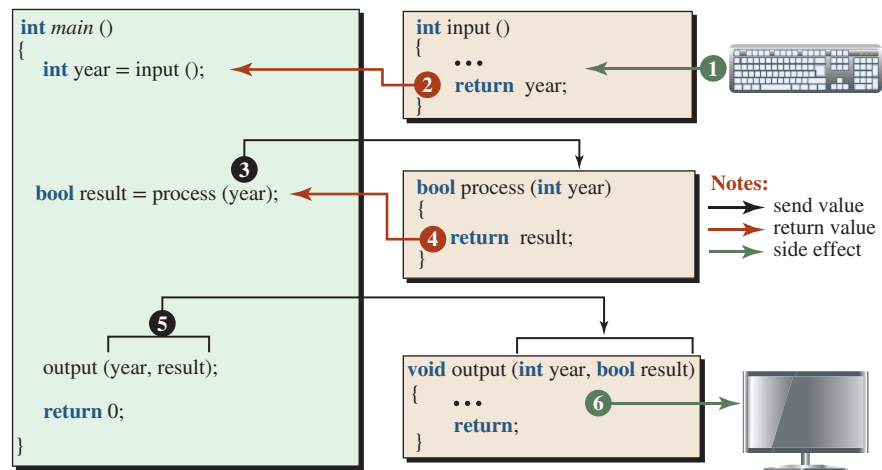 int main ()
{
int year = input ();
3
bool result = process (year);
5
output (year, result);
return 0;
}
int input ()
{
...
1
2
return year;
}
bool process (int year)
{
4
return result;
}
void output (int year, bool result)
{
...
6
return;
}
Notes:
send value
return value
side effect